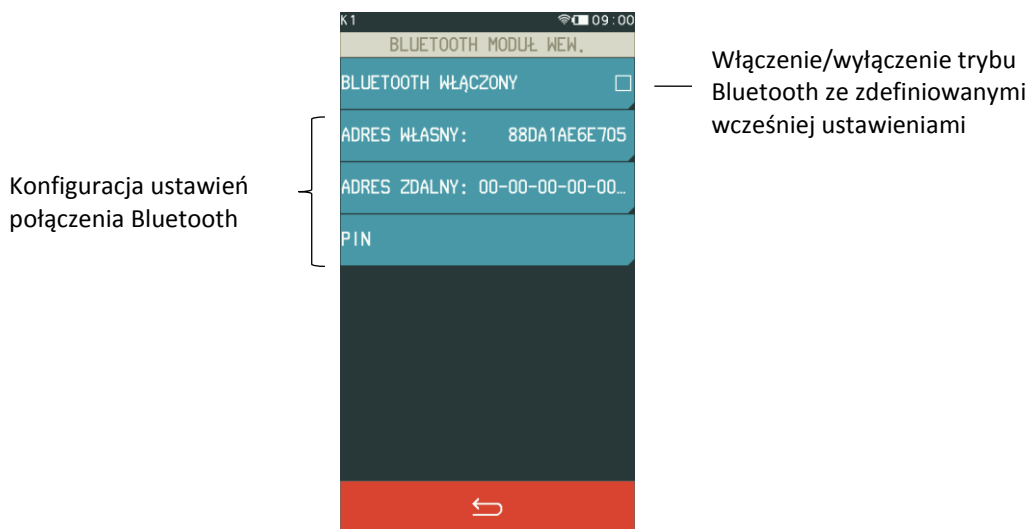 K1 09:00
BLUETOOTH MODUŁ WEW.
BLUETOOTH WŁĄCZONY
ADRES WŁASNY: 88DA1AE6E705
ADRES ZDALNY: 00-00-00-00-00...
PIN
Konfiguracja ustawień
połączenia Bluetooth
Włączenie/wyłączenie trybu
Bluetooth ze zdefiniowanymi
wcześniej ustawieniami